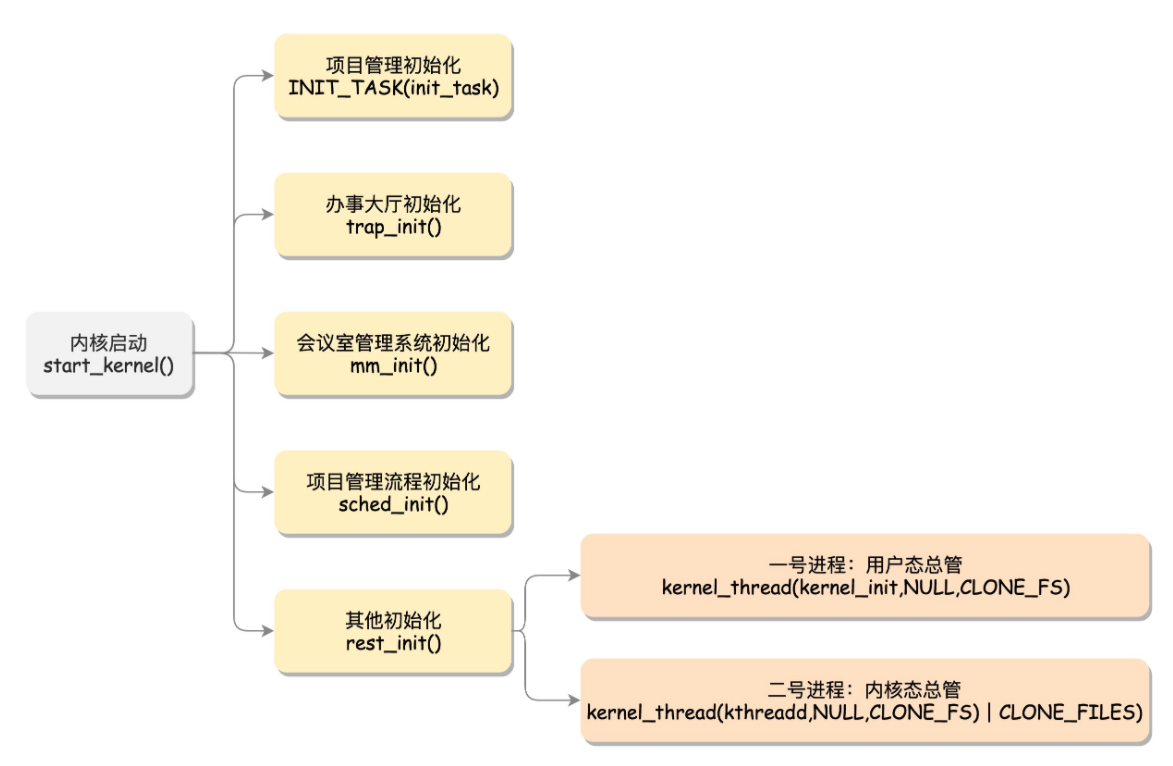 项目管理初始化
INIT_TASK(init_task)
办事大厅初始化
trap_init()
内核启动
start_kernel()
会议室管理系统初始化
mm_init()
项目管理流程初始化
sched_init()
其他初始化
rest_init()
一号进程：用户态总管
kernel_thread(kernel_init,NULL,CLONE_FS)
二号进程：内核态总管
kernel_thread(kthreadd,NULL,CLONE_FS) | CLONE_FILES)